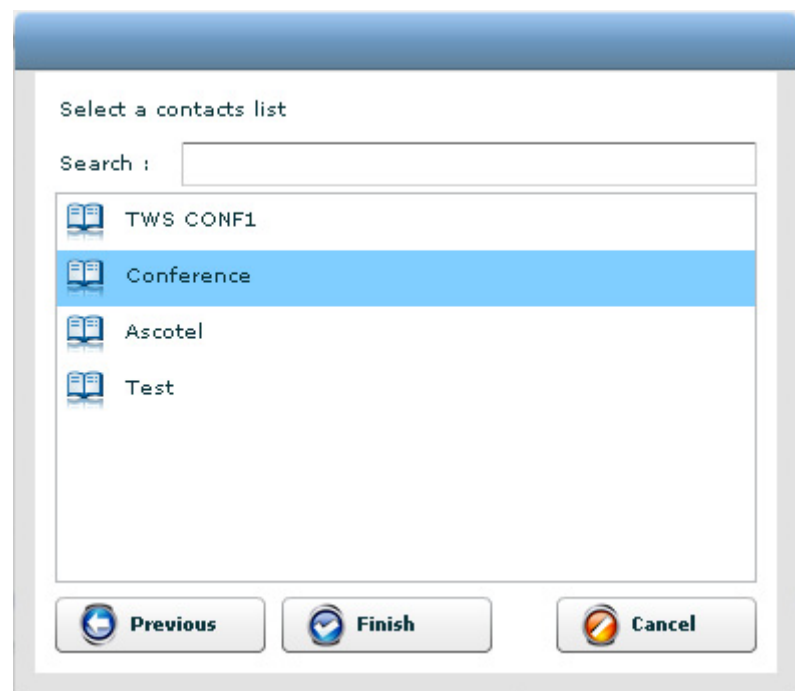 Select a contacts list
Search :
TWS CONF1
Conference
Ascotel
Test
Previous Finish Cancel